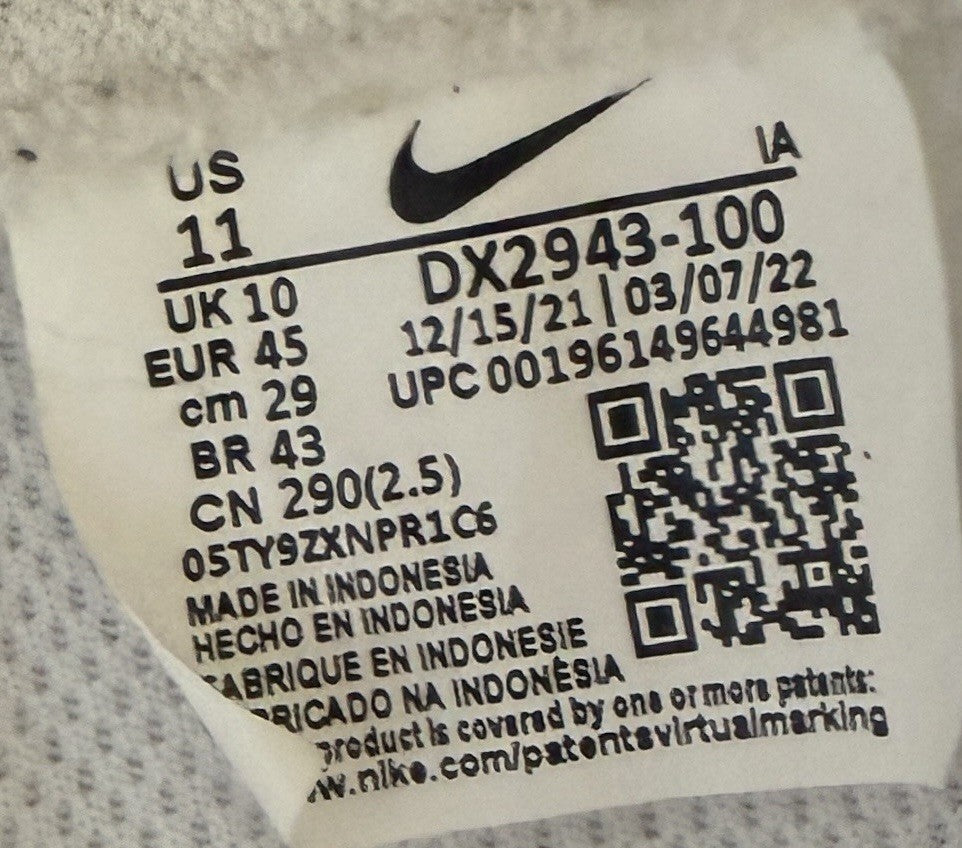 US
11
IA
UK 10
EUR 45
cm 29
BR 43
CN 290(2.5)
DX2943-100
12/15/21 | 03/07/22
UPC 00196149644981
05TY9ZXNPR1C6
MADE IN INDONESIA
HECHO EN INDONESIA
FABRIQUE EN INDONESIE
RICADO NA INDONÉSIA
product is covered by one or more patents:
w.nike.com/patentsvirtualmarking